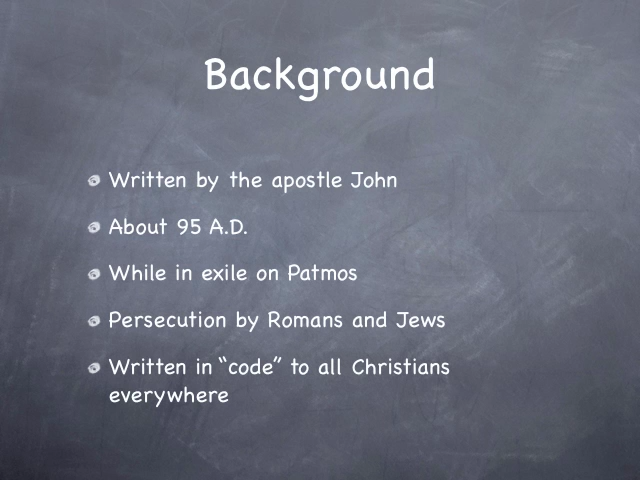 Background
Written by the apostle John
About 95 A.D.
While in exile on Patmos
Persecution by Romans and Jews
Written in “code” to all Christians
everywhere